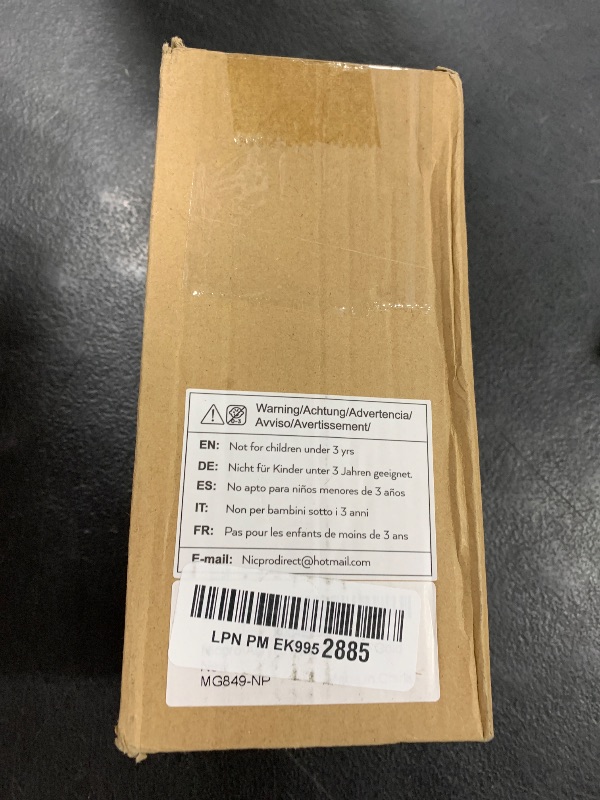 0-3
Warning/Achtung/Advertencia/
Avviso/Avertissement/
EN: Not for children under 3 yrs
DE: Nicht für Kinder unter 3 Jahren geeignet.
ES: No apto para niños menores de 3 años
IT: Non per bambini sotto i 3 anni
FR: Pas pour les enfants de moins de 3 ans
E-mail: Nicprodirect@hotmail.com
LPN PM EK995 2885
MG849-NP